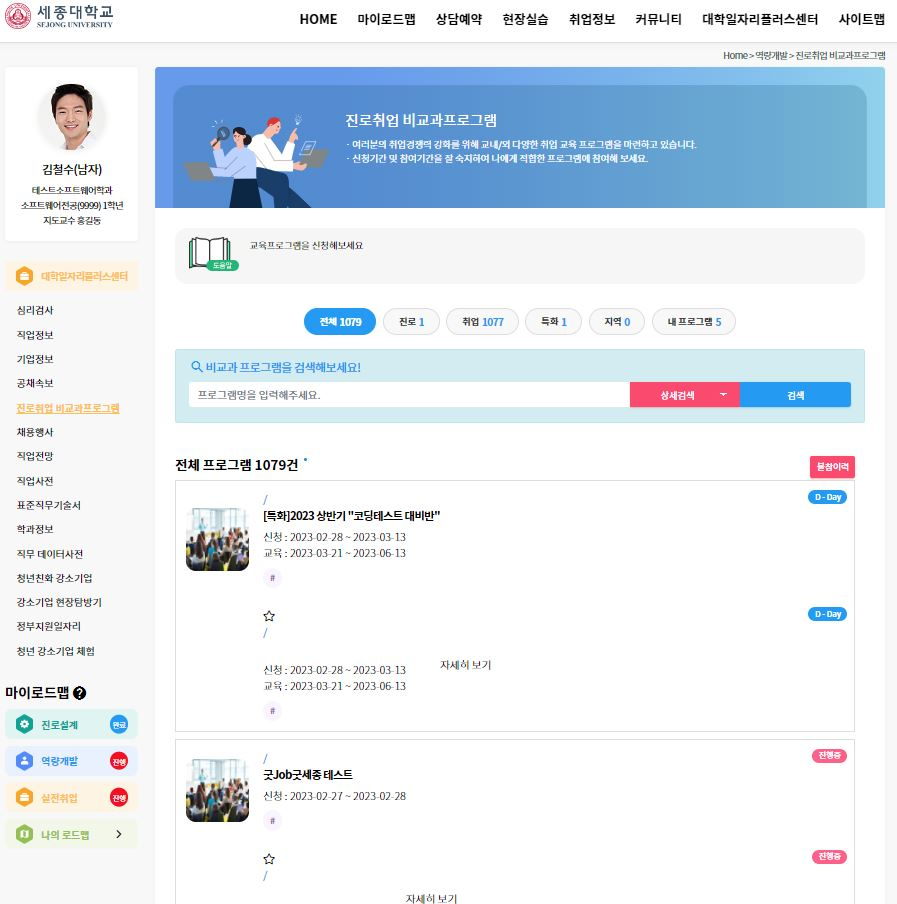 세종대학교
SEJONG UNIVERSITY
HOME 마이로드맵 상담예약 현장실습 취업정보 커뮤니티 대학일자리플러스센터 사이트맵
Home > 역량개발 > 진로취업 비교과프로그램
김철수(남자)
테스트소프트웨어학과
소프트웨어전공(9999) 1학년
지도교수 홍길동
대학일자리플러스센터
심리검사
직업정보
기업정보
공채속보
진로취업 비교과프로그램
채용행사
직업전망
직업사전
표준직무기술서
학과정보
직무 데이터사전
청년친화 강소기업
강소기업 현장탐방기
정부지원일자리
청년 강소기업 체험
마이로드맵 ?
진로설계 완료
역량개발 진행
실전취업 진행
나의 로드맵
진로취업 비교과프로그램
· 여러분의 취업경쟁력 강화를 위해 교내/외 다양한 취업 교육 프로그램을 마련하고 있습니다.
· 신청기간 및 참여기간을 잘 숙지하여 나에게 적합한 프로그램에 참여해 보세요.
도움말
교육프로그램을 신청해보세요
전체 1079 진로 1 취업 1077 특화 1 지역 0 내 프로그램 5
비교과 프로그램을 검색해보세요!
프로그램명을 입력해주세요. 상세검색 검색
전체 프로그램 1079건
불참이력
/ D - Day
[특화]2023 상반기 "코딩테스트 대비반"
신청 : 2023-02-28 ~ 2023-03-13
교육 : 2023-03-21 ~ 2023-06-13
#
D - Day
/
신청 : 2023-02-28 ~ 2023-03-13
자세히 보기
교육 : 2023-03-21 ~ 2023-06-13
#
/ 진행중
굿Job굿세종 테스트
신청 : 2023-02-27 ~ 2023-02-28
#
진행중
/
자세히 보기